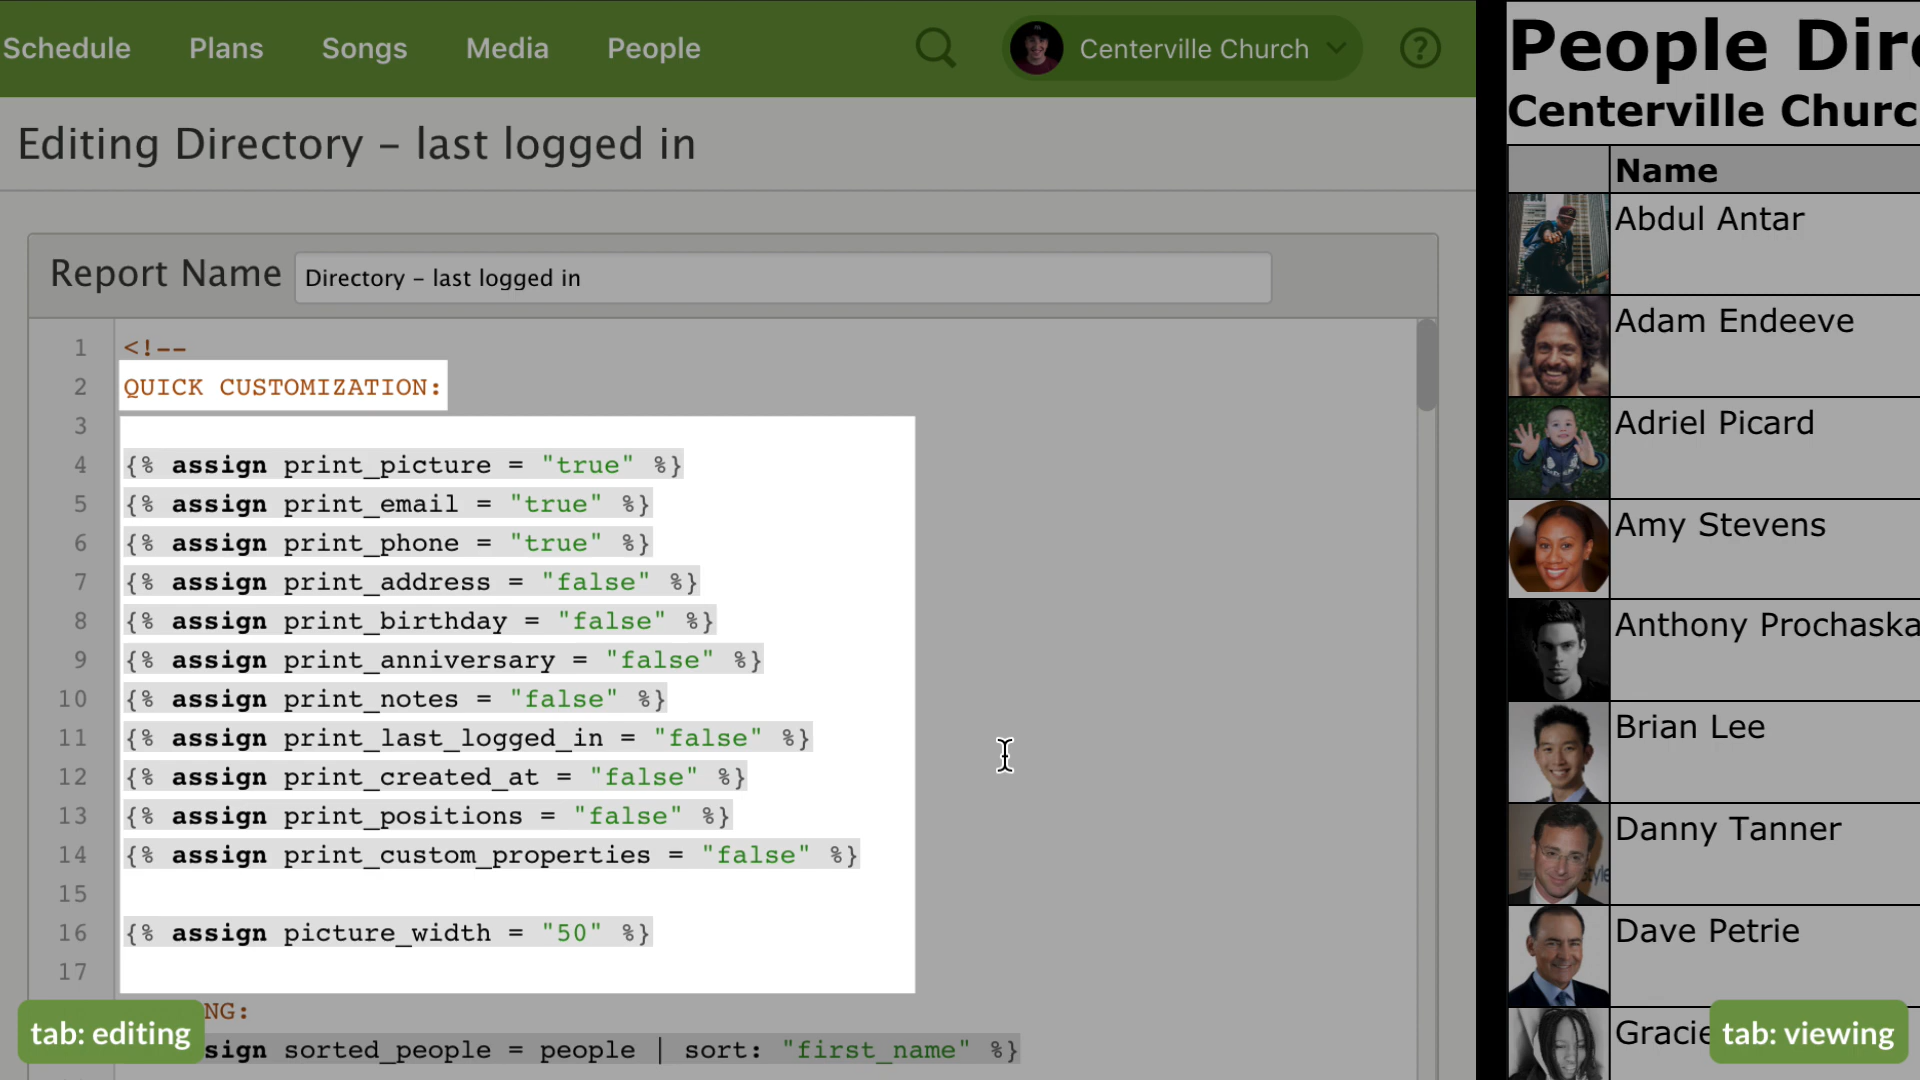 Schedule Plans Songs Media People Centerville Church ?
Editing Directory – last logged in
Report Name Directory – last logged in
1 <!--
2 QUICK CUSTOMIZATION:
3
4 {% assign print_picture = "true" %}
5 {% assign print_email = "true" %}
6 {% assign print_phone = "true" %}
7 {% assign print_address = "false" %}
8 {% assign print_birthday = "false" %}
9 {% assign print_anniversary = "false" %}
10 {% assign print_notes = "false" %}
11 {% assign print_last_logged_in = "false" %}
12 {% assign print_created_at = "false" %}
13 {% assign print_positions = "false" %}
14 {% assign print_custom_properties = "false" %}
15
16 {% assign picture_width = "50" %}
17
NG:
sign sorted_people = people | sort: "first_name" %}
tab: editing
People Dir
Centerville Churc
Name
Abdul Antar
Adam Endeeve
Adriel Picard
Amy Stevens
Anthony Prochaska
Brian Lee
Danny Tanner
Dave Petrie
Gracie
tab: viewing